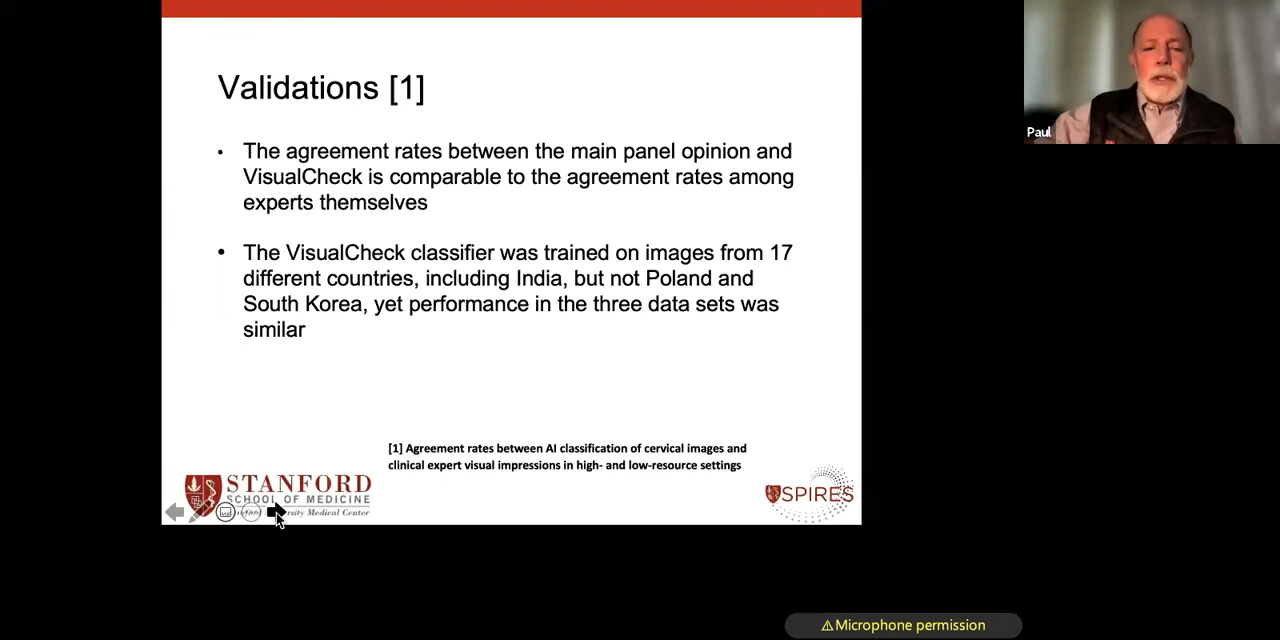 Validations [1]
• The agreement rates between the main panel opinion and
VisualCheck is comparable to the agreement rates among
experts themselves
• The VisualCheck classifier was trained on images from 17
different countries, including India, but not Poland and
South Korea, yet performance in the three data sets was
similar
[1] Agreement rates between AI classification of cervical images and
clinical expert visual impressions in high- and low-resource settings
STANFORD
SCHOOL OF MEDICINE
Medical Center
SPIRES
Paul
⚠Microphone permission